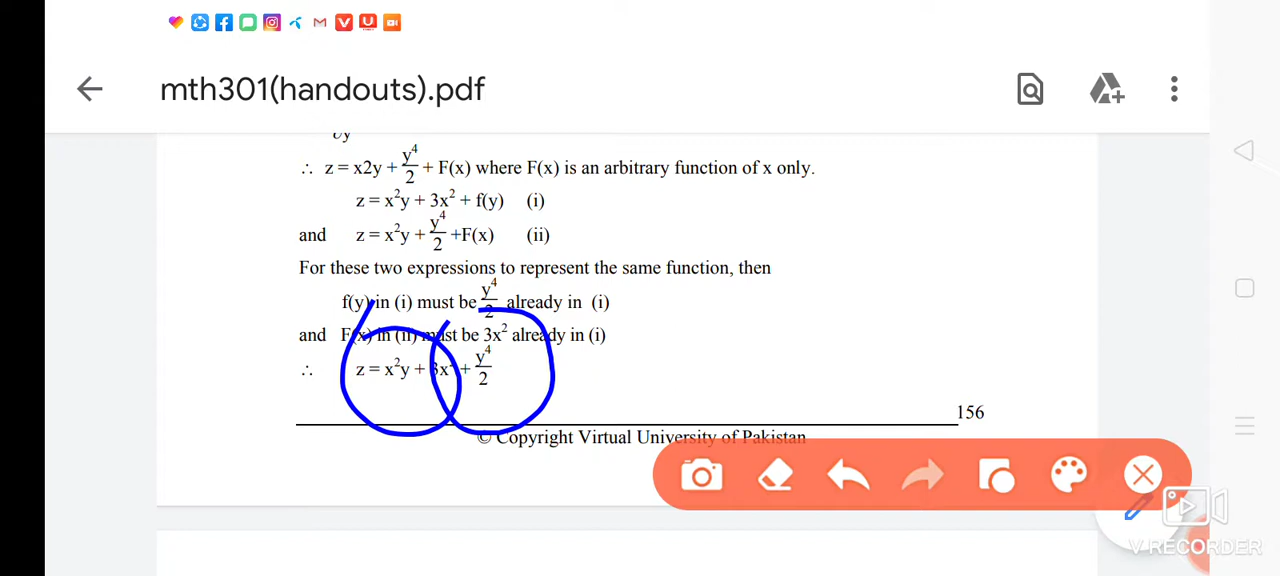 mth301(handouts).pdf
∴ z = x2y + y⁴/2 + F(x) where F(x) is an arbitrary function of x only.
z = x²y + 3x² + f(y) (i)
and z = x²y + y⁴/2 +F(x) (ii)
For these two expressions to represent the same function, then
f(y) in (i) must be y⁴/2 already in (i)
and F(x) in (ii) must be 3x² already in (i)
∴ z = x²y + 3x² + y⁴/2
156
© Copyright Virtual University of Pakistan
V RECORDER